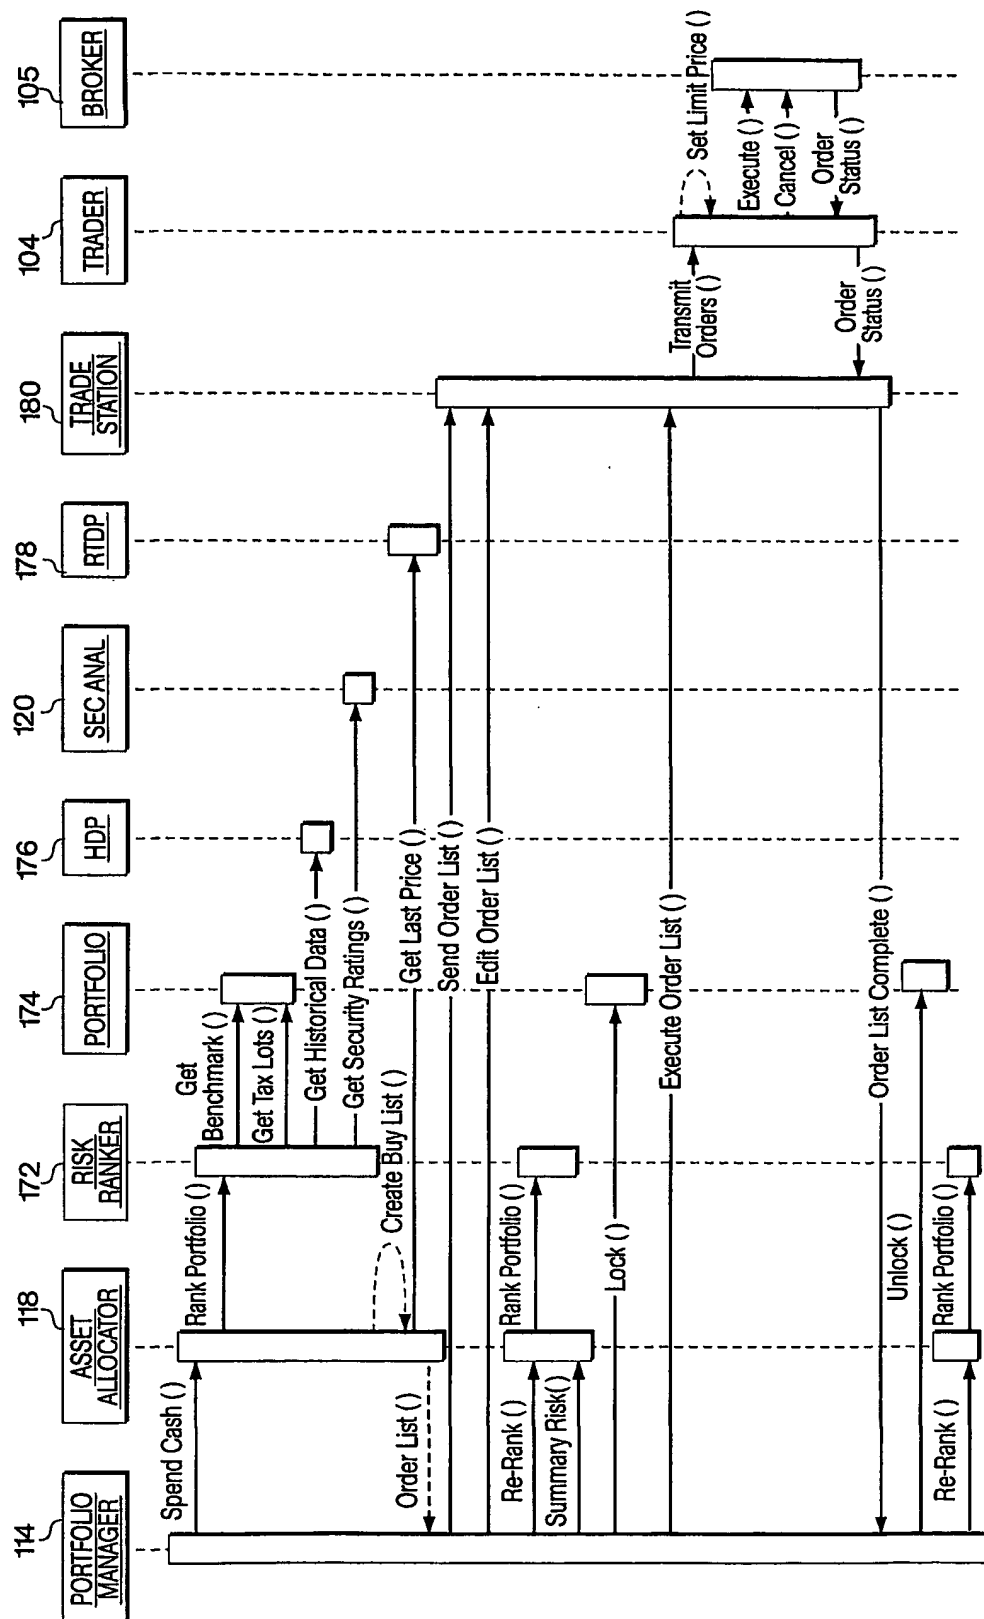 114
PORTFOLIO
MANAGER
118
ASSET
ALLOCATOR
172
RISK
RANKER
174
PORTFOLIO
176
HDP
120
SEC ANAL
178
RTDP
180
TRADE
STATION
104
TRADER
105
BROKER
Spend Cash ( )
Rank Portfolio ( )
Get
Benchmark ( )
Get Tax Lots ( )
Get Historical Data ( )
Get Security Ratings ( )
Create Buy List ( )
Get Last Price ( )
Order List ( )
Send Order List ( )
Edit Order List ( )
Re-Rank ( )
Rank Portfolio ( )
Summary Risk( )
Lock ( )
Execute Order List ( )
Transmit
Orders ( )
Set Limit Price ( )
Execute ( )
Cancel ( )
Order
Status ( )
Order
Status ( )
Order List Complete ( )
Unlock ( )
Re-Rank ( )
Rank Portfolio ( )